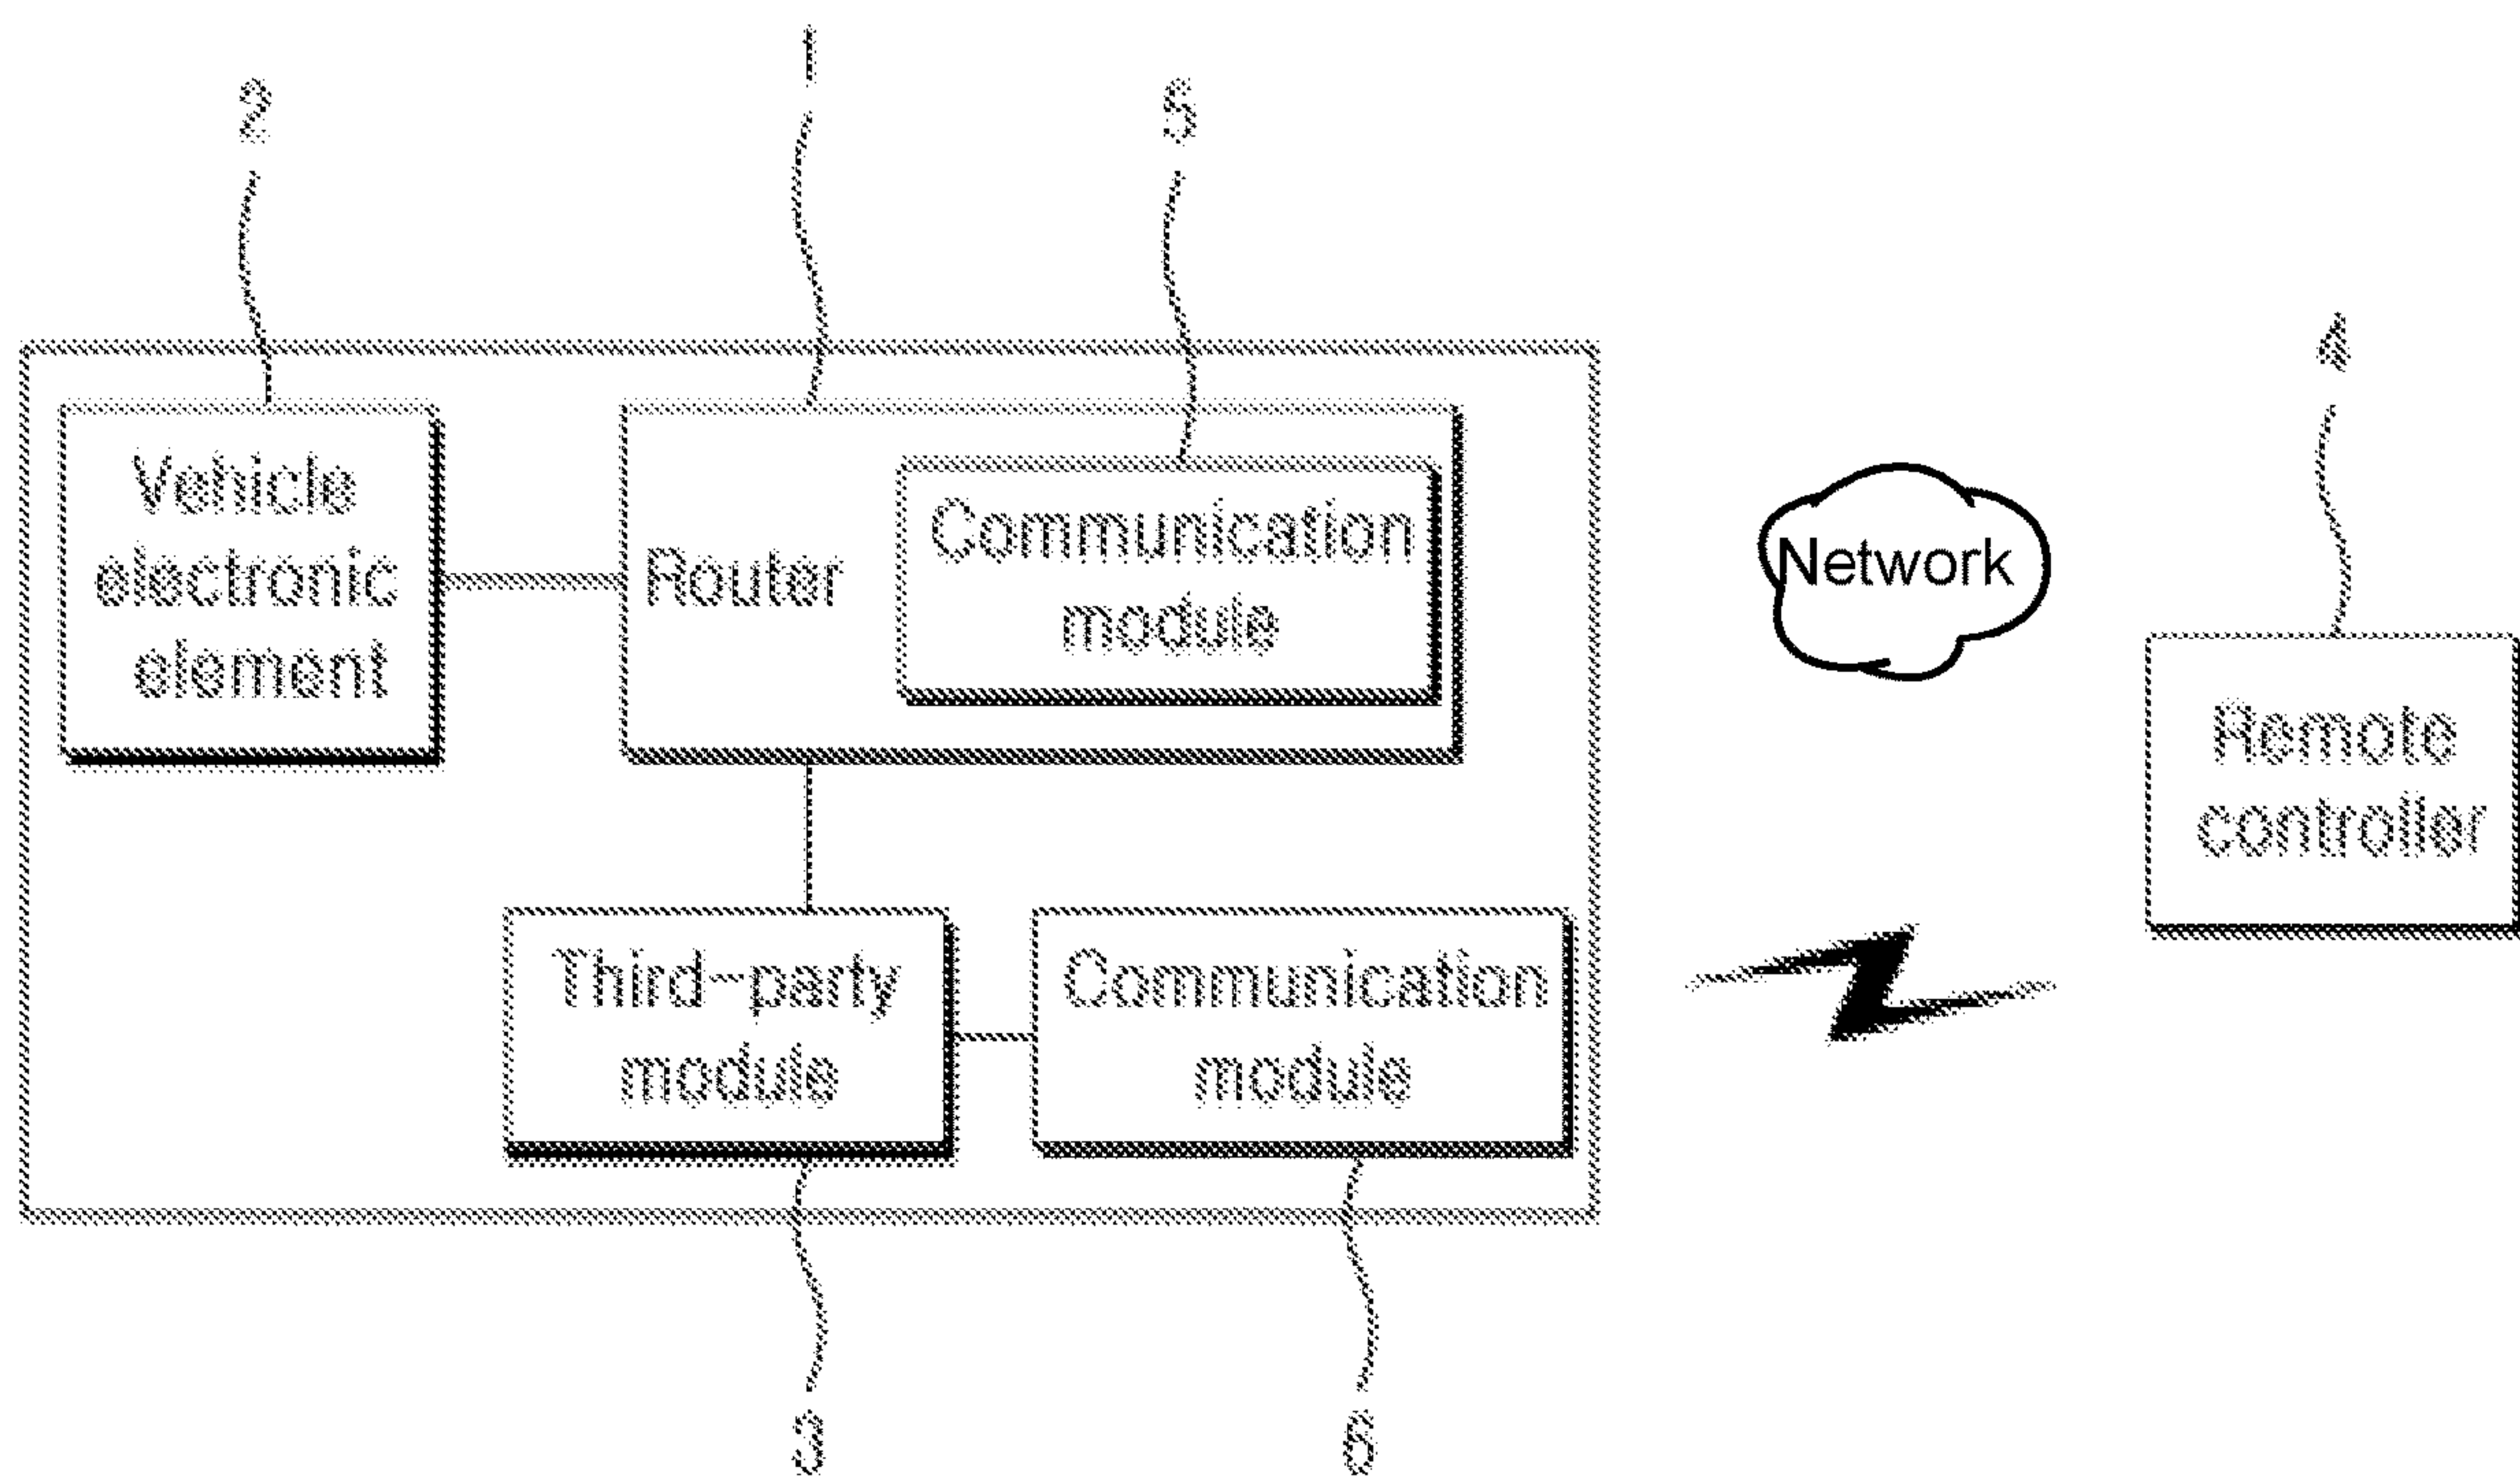 1
2
5
4
Vehicle
electronic
element
Router
Communication
module
Network
Remote
controller
Third-party
module
Communication
module
3
6